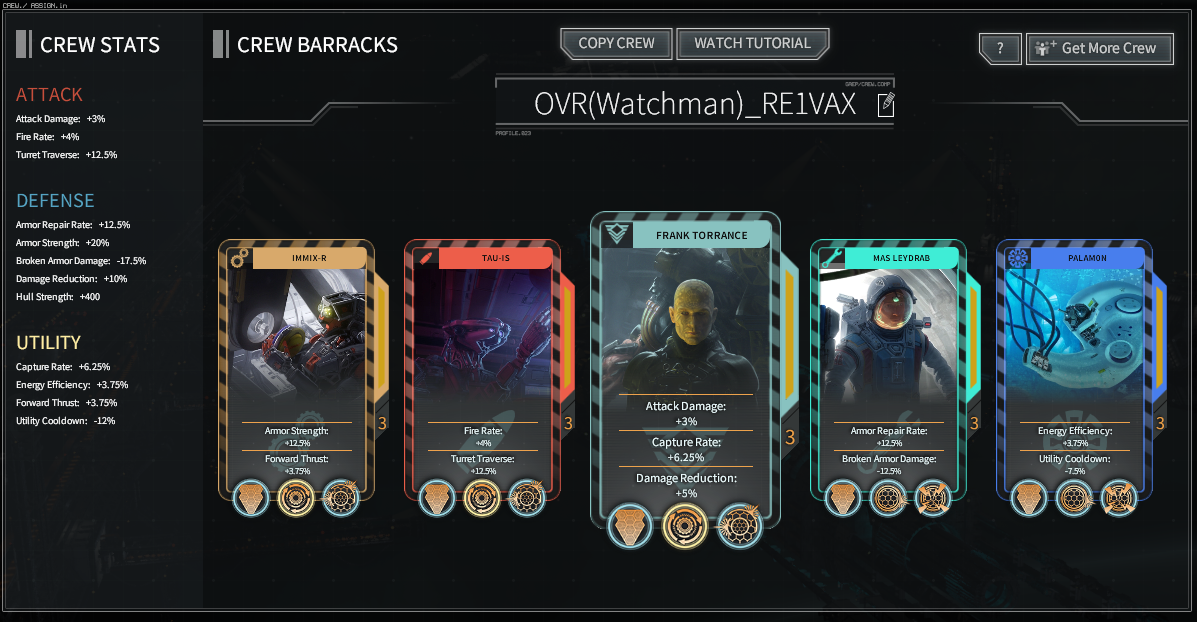 CREW./ ASSIGN.in
CREW STATS
CREW BARRACKS
COPY CREW
WATCH TUTORIAL
?
Get More Crew
GREP/CREW.COMP
OVR(Watchman)_RE1VAX
PROFILE.023
ATTACK
Attack Damage: +3%
Fire Rate: +4%
Turret Traverse: +12.5%
DEFENSE
Armor Repair Rate: +12.5%
Armor Strength: +20%
Broken Armor Damage: -17.5%
Damage Reduction: +10%
Hull Strength: +400
UTILITY
Capture Rate: +6.25%
Energy Efficiency: +3.75%
Forward Thrust: +3.75%
Utility Cooldown: -12%
IMMIX-R
Armor Strength:
+12.5%
Forward Thrust:
+3.75%
3
TAU-IS
Fire Rate:
+4%
Turret Traverse:
+12.5%
3
FRANK TORRANCE
Attack Damage:
+3%
Capture Rate:
+6.25%
Damage Reduction:
+5%
3
MAS LEYDRAB
Armor Repair Rate:
+12.5%
Broken Armor Damage:
-12.5%
3
PALAMON
Energy Efficiency:
+3.75%
Utility Cooldown:
-7.5%
3